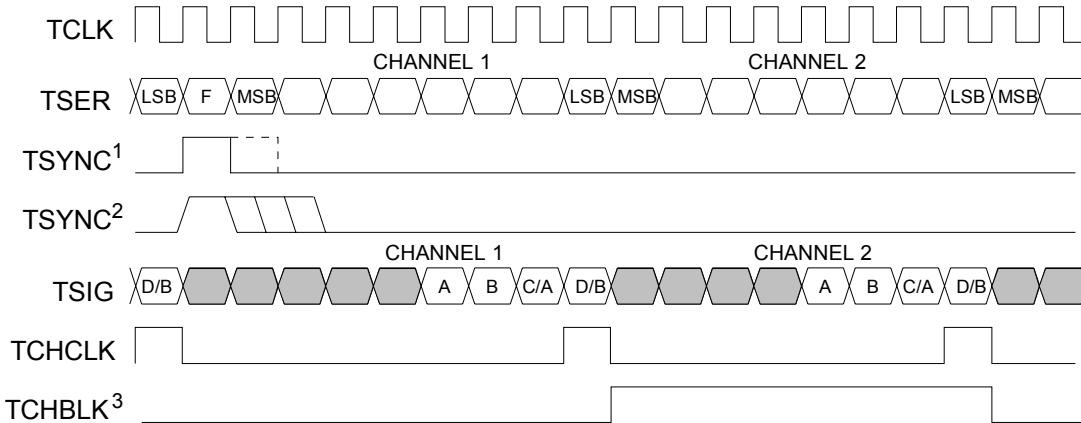 TCLK
CHANNEL 1 CHANNEL 2
TSER LSB F MSB LSB MSB LSB MSB
TSYNC1
TSYNC2
CHANNEL 1 CHANNEL 2
TSIG D/B A B C/A D/B A B C/A D/B
TCHCLK
TCHBLK3